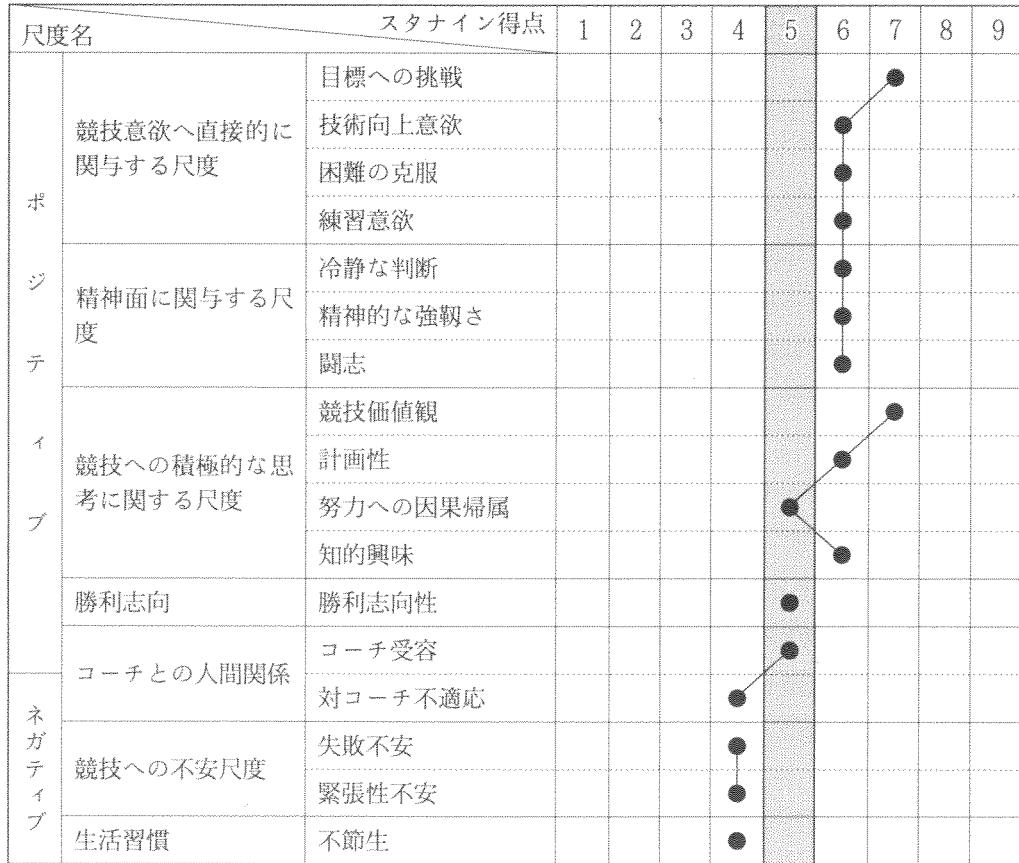 スタナイン得点 1 2 3 4 5 6 7 8 9
尺度名
ポジティブ
競技意欲へ直接的に
関与する尺度
目標への挑戦
技術向上意欲
困難の克服
練習意欲
精神面に関与する尺
度
冷静な判断
精神的な強靱さ
闘志
競技への積極的な思
考に関する尺度
競技価値観
計画性
努力への因果帰属
知的興味
勝利志向
勝利志向性
コーチとの人間関係
コーチ受容
対コーチ不適応
ネガティブ
競技への不安尺度
失敗不安
緊張性不安
生活習慣
不節生